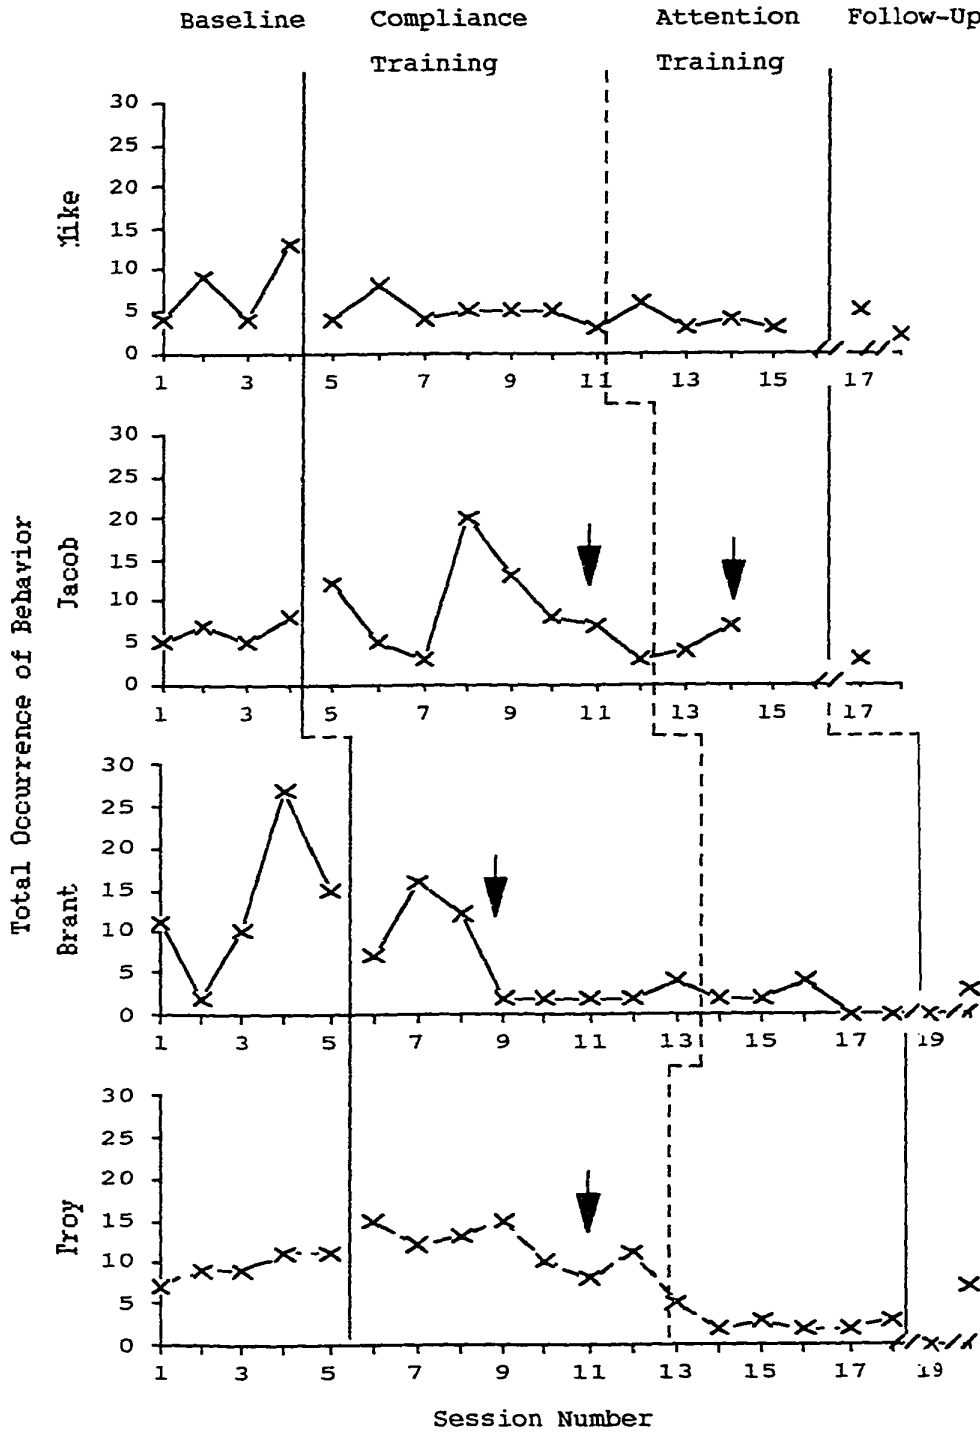 Baseline Compliance Attention Follow-Up
Training Training
Mike
30
25
20
15
10
5
0
1 3 5 7 9 11 13 15 17
Total Occurrence of Behavior
Jacob
30
25
20
15
10
5
0
1 3 5 7 9 11 13 15 17
Brant
30
25
20
15
10
5
0
1 3 5 7 9 11 13 15 17 19
Troy
30
25
20
15
10
5
0
1 3 5 7 9 11 13 15 17 19
Session Number